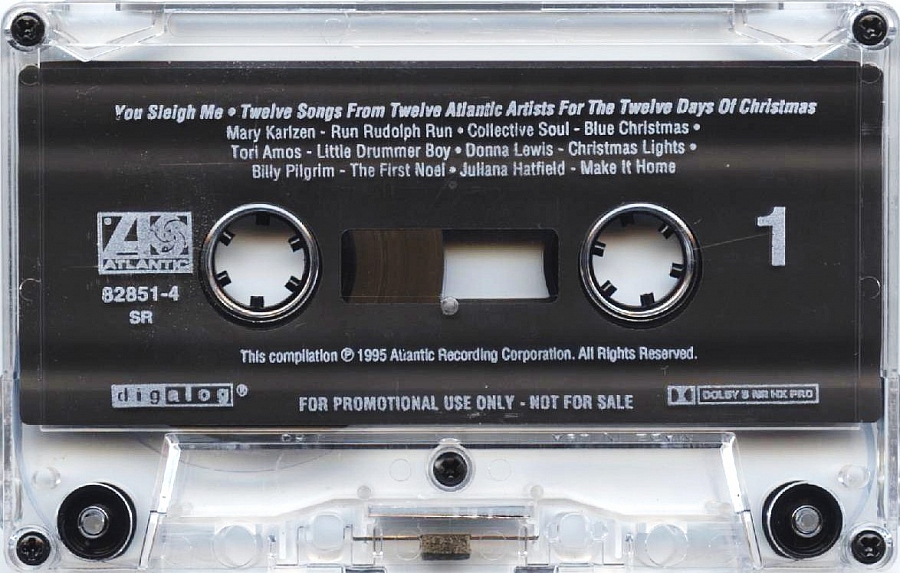 You Sleigh Me • Twelve Songs From Twelve Atlantic Artists For The Twelve Days Of Christmas
Mary Karlzen - Run Rudolph Run • Collective Soul - Blue Christmas •
Tori Amos - Little Drummer Boy • Donna Lewis - Christmas Lights •
Billy Pilgrim - The First Noel • Juliana Hatfield - Make It Home
1
ATLANTIC
82851-4
SR
This compilation ℗ 1995 Atlantic Recording Corporation. All Rights Reserved.
digalog®
FOR PROMOTIONAL USE ONLY - NOT FOR SALE
DOLBY B NR HX PRO